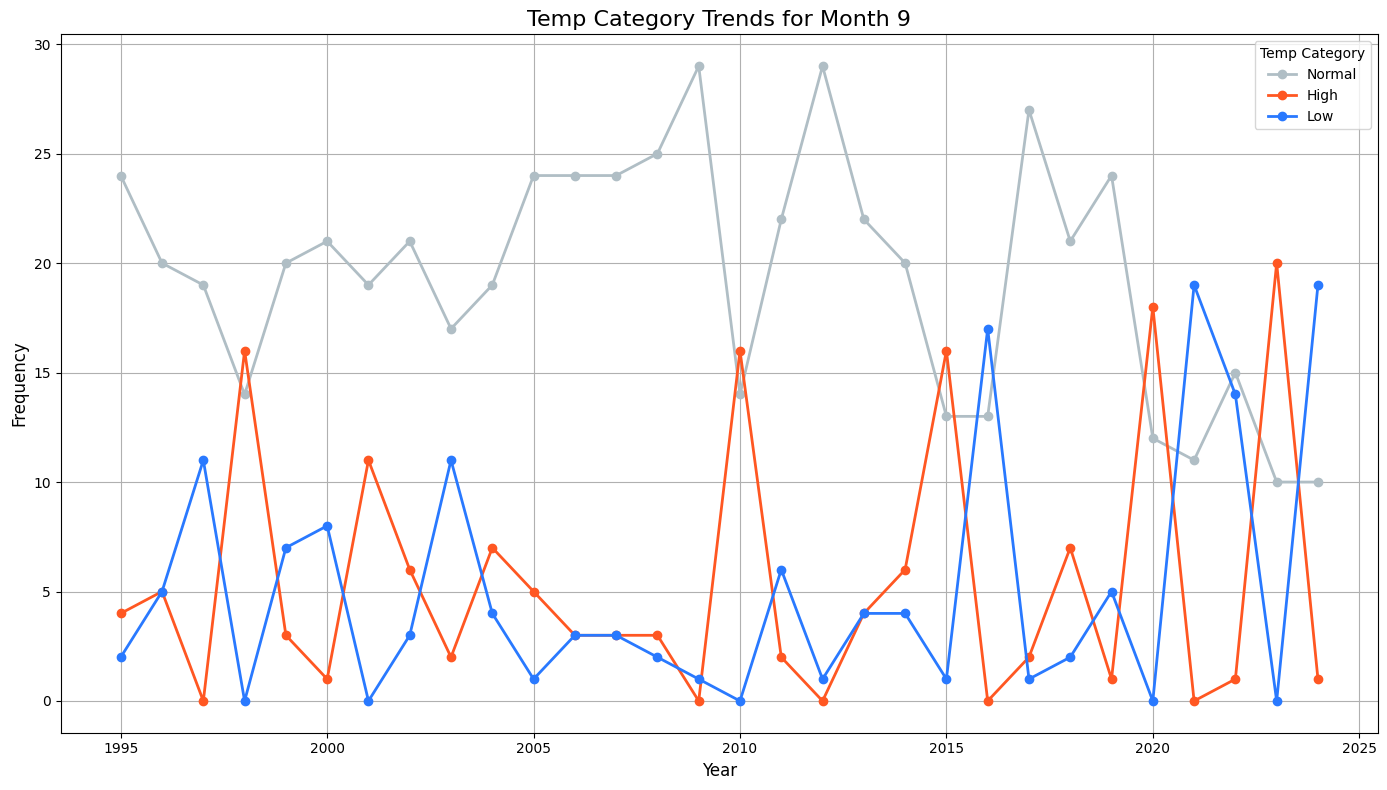 Temp Category Trends for Month 9
Temp Category
Normal
High
Low
Frequency
30
25
20
15
10
5
0
1995 2000 2005 2010 2015 2020 2025
Year